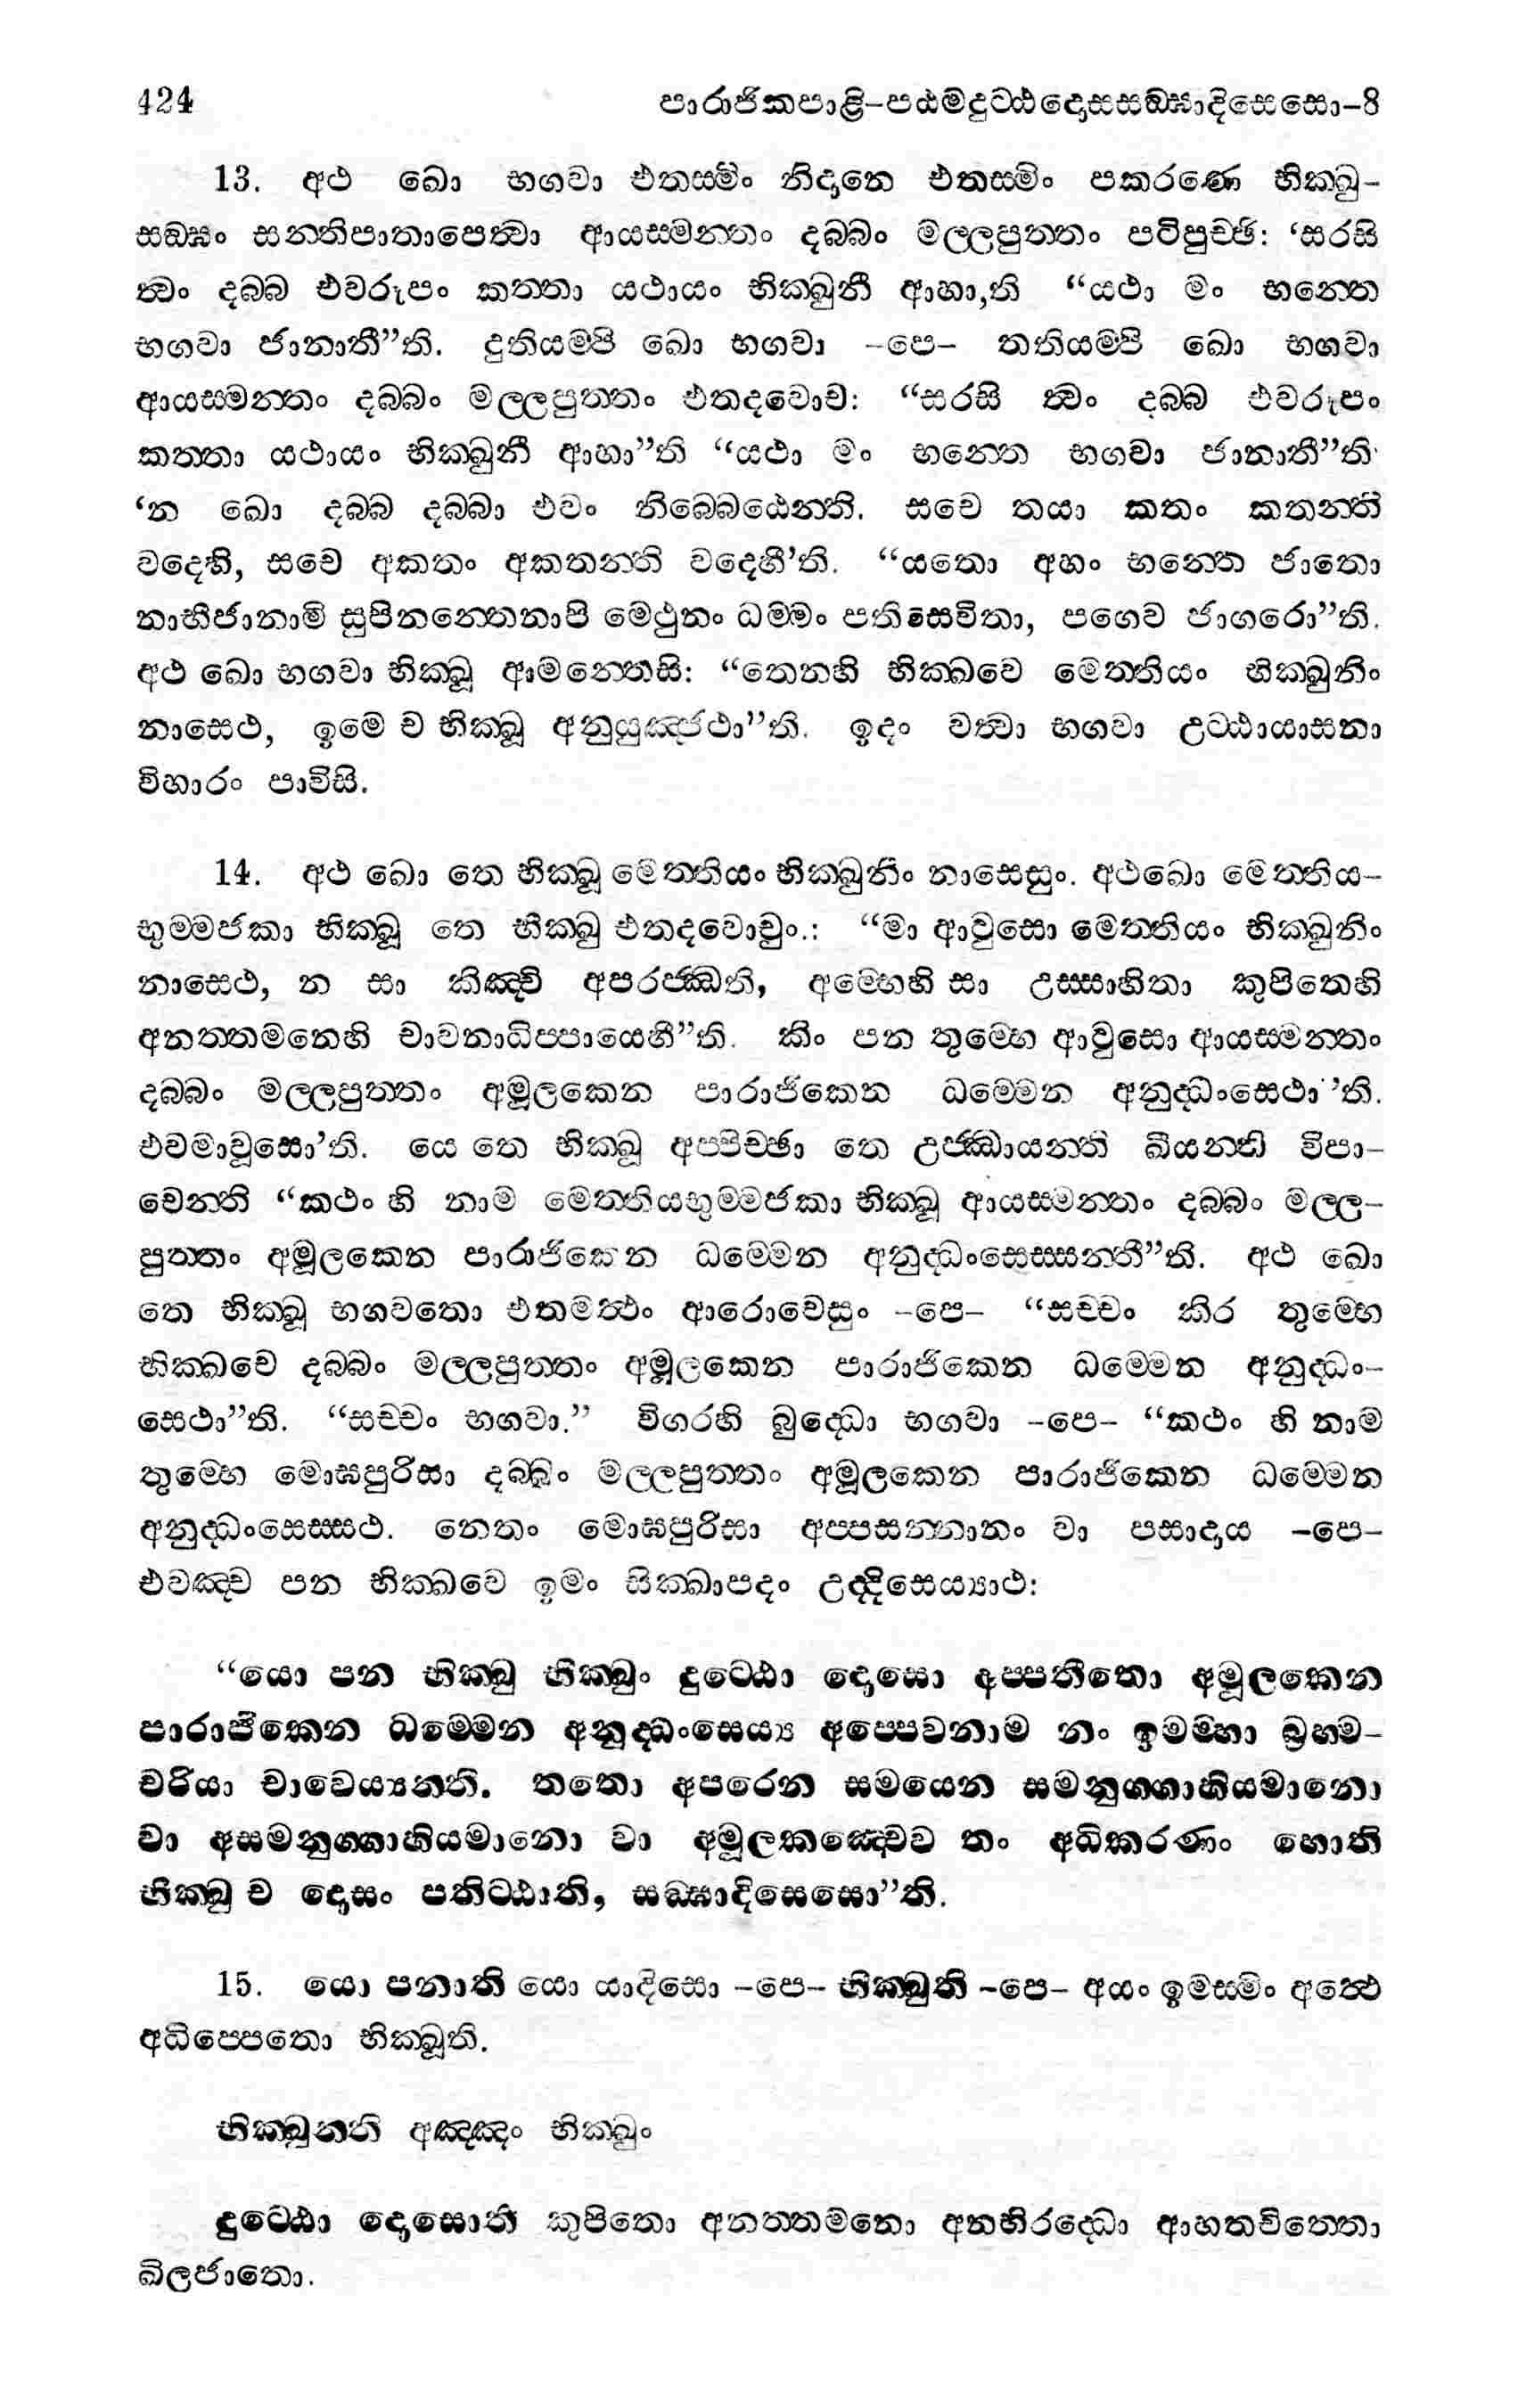 424 පාරාජිකපාළි-පඨමදුට්ඨදොසසඞ්ඝාදිසෙසො-8
13. අථ ඛො භගවා එතස්මිං නිදානෙ එතස්මිං පකරණෙ භික්ඛු-
සඞ්ඝං සන්නිපාතාපෙත්වා ආයස්මන්තං දබ්බං මල්ලපුත්තං පටිපුච්ඡි: ‘සරසි
ත්වං දබ්බ එවරූපං කත්තා යථායං භික්ඛුනී ආහා,ති “යථා මං භන්තෙ
භගවා ජානාතී”ති. දුතියම්පි ඛො භගවා -පෙ- තතියම්පි ඛො භගවා
ආයස්මන්තං දබ්බං මල්ලපුත්තං එතදවොච: “සරසි ත්වං දබ්බ එවරූපං
කත්තා යථායං භික්ඛුනී ආහා”ති “යථා මං භන්තෙ භගවා ජානාතී”ති
‘න ඛො දබ්බ දබ්බා එවං නිබ්බෙඨෙන්ති. සචෙ තයා කතං කතන්ති
වදෙහි, සචෙ අකතං අකතන්ති වදෙහී’ති. “යතො අහං භන්තෙ ජාතො
නාභිජානාමි සුපිනන්තෙනාපි මෙථුනං ධම්මං පතිසෙවිතා, පගෙව ජාගරො”ති.
අථ ඛො භගවා භික්ඛූ ආමන්තෙසි: “තෙනහි භික්ඛවෙ මෙත්තියං භික්ඛුනිං
නාසෙථ, ඉමෙ ච භික්ඛූ අනුයුඤ්ජථා”ති. ඉදං වත්වා භගවා උට්ඨායාසනා
විහාරං පාවිසි.
14. අථ ඛො තෙ භික්ඛූ මෙත්තියං භික්ඛුනිං නාසෙසුං. අථඛො මෙත්තිය-
භුම්මජකා භික්ඛූ තෙ භික්ඛු එතදවොචුං.: “මා ආවුසො මෙත්තියං භික්ඛුනිං
නාසෙථ, න සා කිඤ්චි අපරජ්ඣති, අම්හෙහි සා උස්සාහිතා කුපිතෙහි
අනත්තමනෙහි චාවනාධිප්පායෙහී”ති. කිං පන තුම්හෙ ආවුසො ආයස්මන්තං
දබ්බං මල්ලපුත්තං අමූලකෙන පාරාජිකෙන ධම්මෙන අනුද්ධංසෙථා’’ති.
එවමාවුසො’ති. යෙ තෙ භික්ඛූ අප්පිච්ඡා තෙ උජ්ඣායන්ති ඛීයන්ති විපා-
චෙන්ති “කථං හි නාම මෙත්තියභුම්මජකා භික්ඛූ ආයස්මන්තං දබ්බං මල්ල-
පුත්තං අමූලකෙන පාරාජිකෙන ධම්මෙන අනුද්ධංසෙස්සන්තී”ති. අථ ඛො
තෙ භික්ඛූ භගවතො එතමත්ථං ආරොචෙසුං -පෙ- “සච්චං කිර තුම්හෙ
භික්ඛවෙ දබ්බං මල්ලපුත්තං අමූලකෙන පාරාජිකෙන ධම්මෙන අනුද්ධං-
සෙථා”ති. “සච්චං භගවා.” විගරහි බුද්ධො භගවා -පෙ- “කථං හි නාම
තුම්හෙ මොඝපුරිසා දබ්බං මල්ලපුත්තං අමූලකෙන පාරාජිකෙන ධම්මෙන
අනුද්ධංසෙස්සථ. නෙතං මොඝපුරිසා අප්පසන්නානං වා පසාදාය -පෙ-
එවඤ්ච පන භික්ඛවෙ ඉමං සික්ඛාපදං උද්දිසෙය්‍යාථ:
“යො පන භික්ඛු භික්ඛුං දුට්ඨො දොසො අප්පතීතො අමූලකෙන
පාරාජිකෙන ධම්මෙන අනුද්ධංසෙය්‍ය අප්පෙවනාම නං ඉමම්හා බ්‍රහ්ම-
චරියා චාවෙය්‍යන්ති. තතො අපරෙන සමයෙන සමනුග්ගාහියමානො
වා අසමනුග්ගාහියමානො වා අමූලකඤ්චෙව තං අධිකරණං හොති
භික්ඛු ච දොසං පතිට්ඨාති, සඞ්ඝාදිසෙසො”ති.
15. යො පනාති යො යාදිසො -පෙ- භික්ඛුති -පෙ- අයං ඉමස්මිං අත්ථෙ
අධිප්පෙතො භික්ඛූති.
භික්ඛුන්ති අඤ්ඤං භික්ඛුං
දුට්ඨො දොසොති කුපිතො අනත්තමනො අනභිරද්ධො ආහතචිත්තො
ඛිලජාතො.